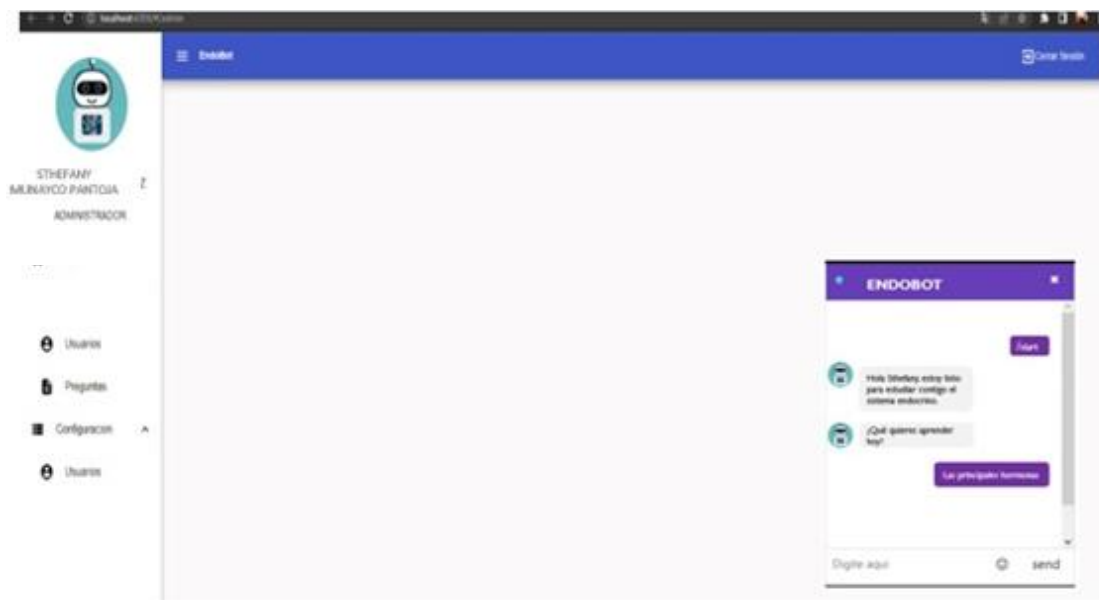 EndoBot
Cerrar Sesión
STHEFANY
MUNAYCO PANTOJA
ADMINISTRADOR
Usuarios
Preguntas
Configuracion
Usuarios
ENDOBOT
/start
Hola Sthefany, estoy listo
para estudiar contigo el
sistema endocrino.
¿Qué quieres aprender
hoy?
Las principales hormonas
Digite aqui
send